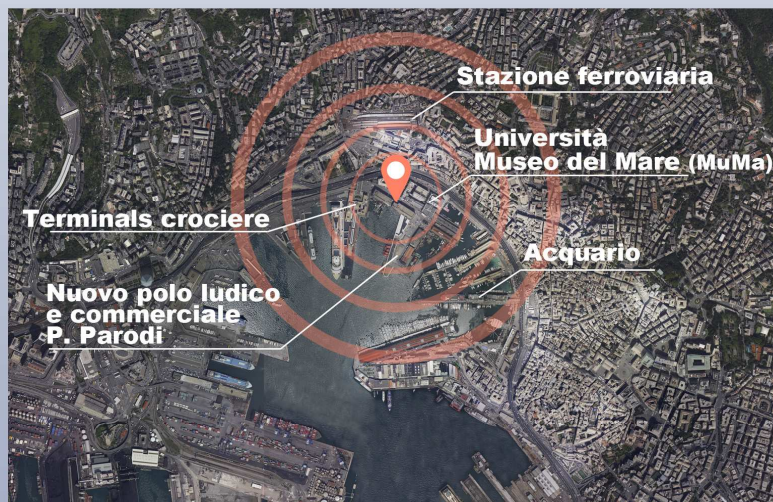 Stazione ferroviaria
Università
Museo del Mare (MuMa)
Terminals crociere
Acquario
Nuovo polo ludico
e commerciale
P. Parodi